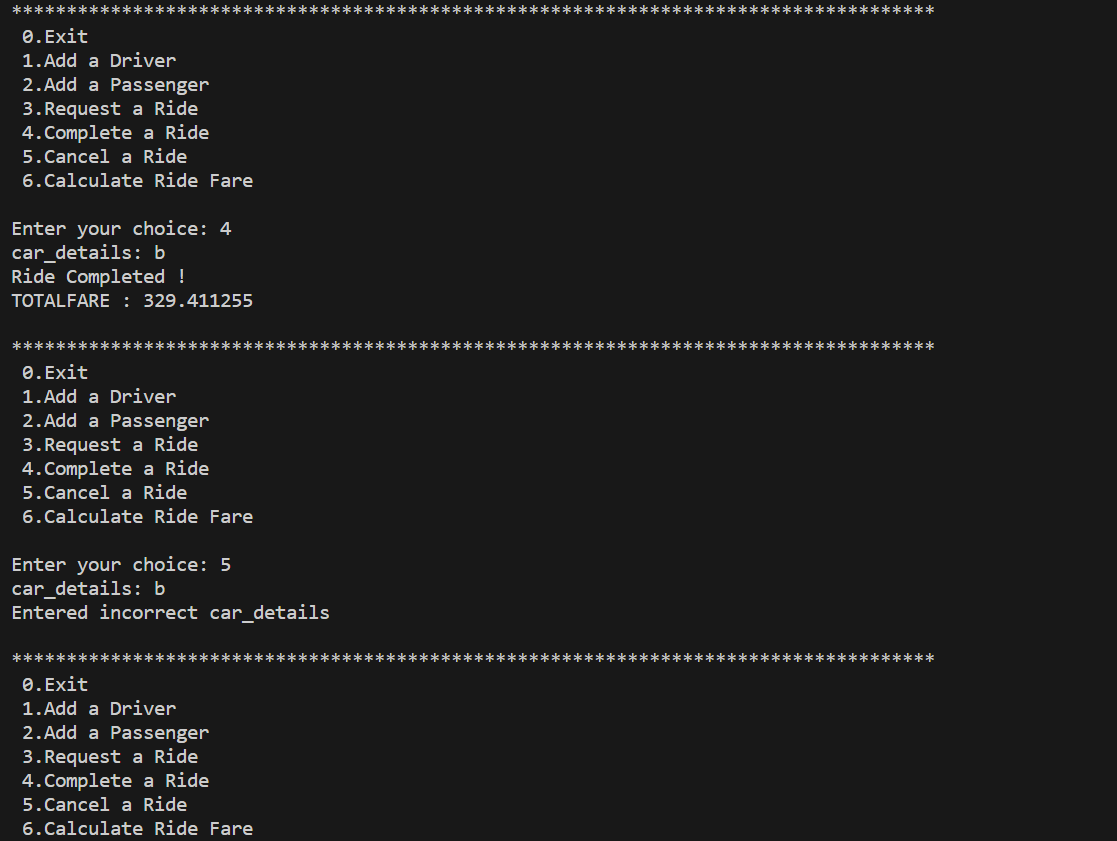 ************************************************************************************
0.Exit
1.Add a Driver
2.Add a Passenger
3.Request a Ride
4.Complete a Ride
5.Cancel a Ride
6.Calculate Ride Fare
Enter your choice: 4
car_details: b
Ride Completed !
TOTALFARE : 329.411255
************************************************************************************
0.Exit
1.Add a Driver
2.Add a Passenger
3.Request a Ride
4.Complete a Ride
5.Cancel a Ride
6.Calculate Ride Fare
Enter your choice: 5
car_details: b
Entered incorrect car_details
************************************************************************************
0.Exit
1.Add a Driver
2.Add a Passenger
3.Request a Ride
4.Complete a Ride
5.Cancel a Ride
6.Calculate Ride Fare